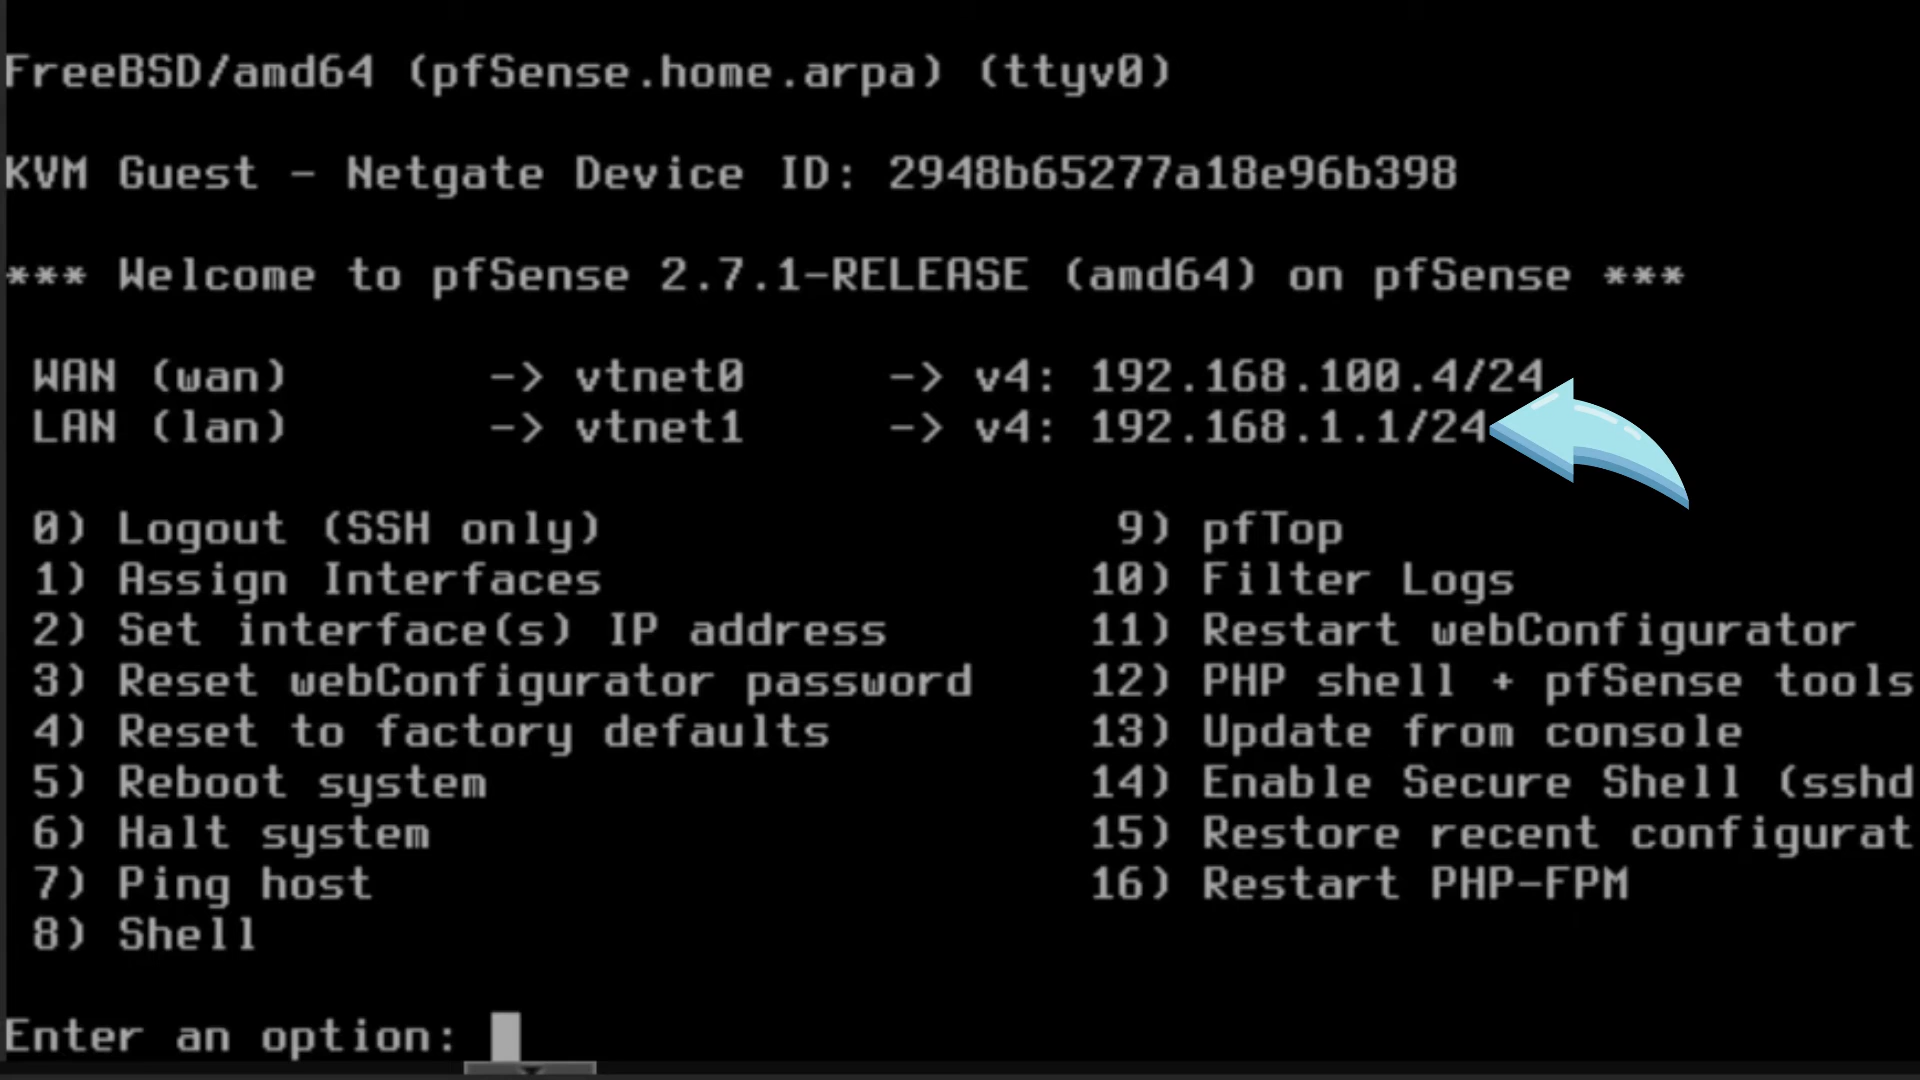 FreeBSD/amd64 (pfSense.home.arpa) (ttyv0)
KVM Guest - Netgate Device ID: 2948b65277a18e96b398
*** Welcome to pfSense 2.7.1-RELEASE (amd64) on pfSense ***
WAN (wan) -> vtnet0 -> v4: 192.168.100.4/24
LAN (lan) -> vtnet1 -> v4: 192.168.1.1/24
0) Logout (SSH only) 9) pfTop
1) Assign Interfaces 10) Filter Logs
2) Set interface(s) IP address 11) Restart webConfigurator
3) Reset webConfigurator password 12) PHP shell + pfSense tools
4) Reset to factory defaults 13) Update from console
5) Reboot system 14) Enable Secure Shell (sshd
6) Halt system 15) Restore recent configurat
7) Ping host 16) Restart PHP-FPM
8) Shell
Enter an option: